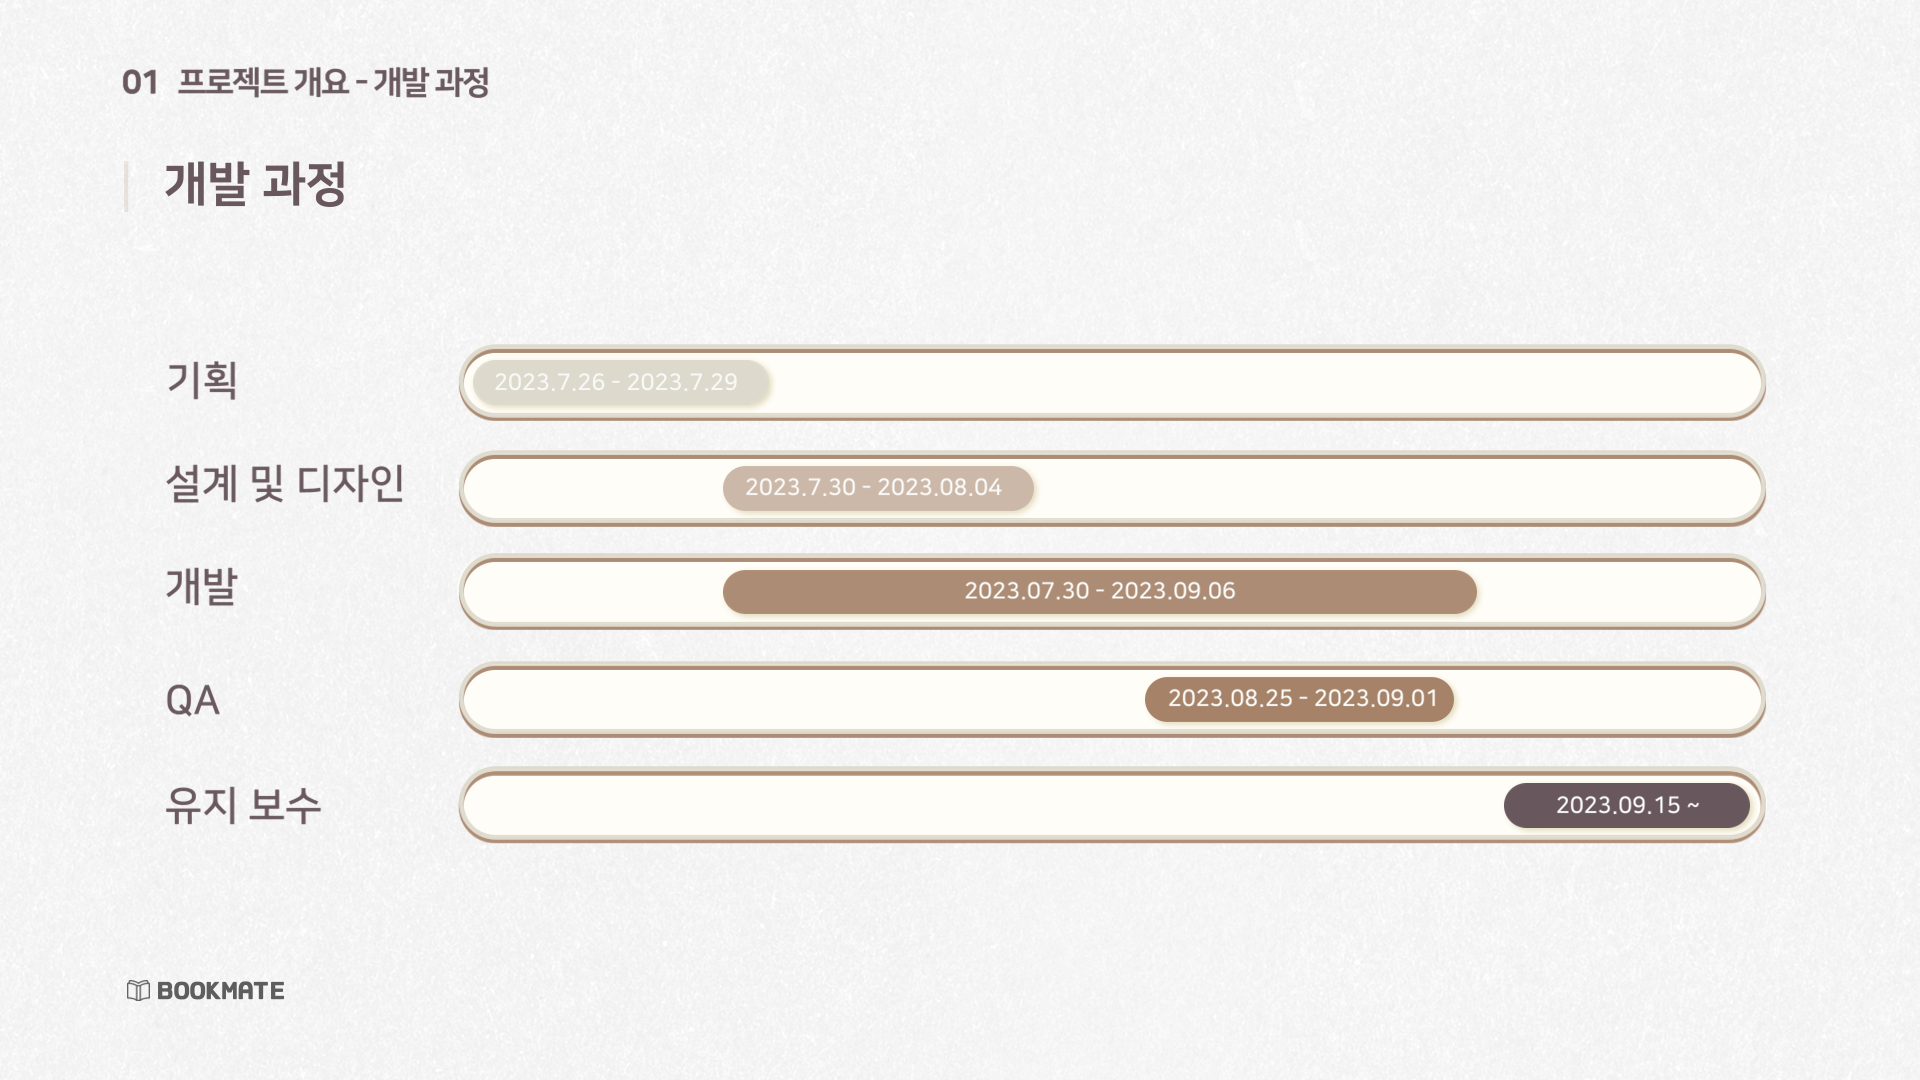 01 프로젝트 개요 - 개발 과정
개발 과정
기획
2023.7.26 - 2023.7.29
설계 및 디자인
2023.7.30 - 2023.08.04
개발
2023.07.30 - 2023.09.06
QA
2023.08.25 - 2023.09.01
유지 보수
2023.09.15 ~
BOOKMATE